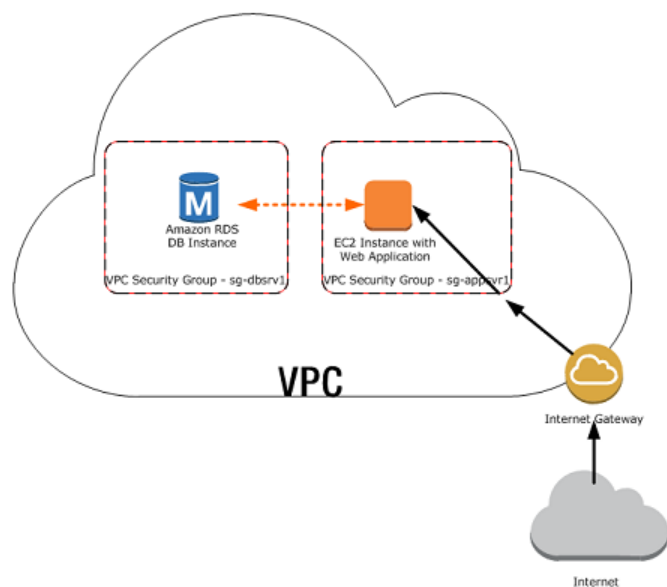 M
Amazon RDS
DB Instance
VPC Security Group - sg-dbsrv1
EC2 Instance with
Web Application
VPC Security Group - sg-appsvr1
VPC
Internet Gateway
Internet